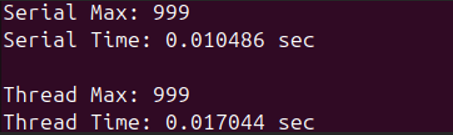 Serial Max: 999
Serial Time: 0.010486 sec
Thread Max: 999
Thread Time: 0.017044 sec